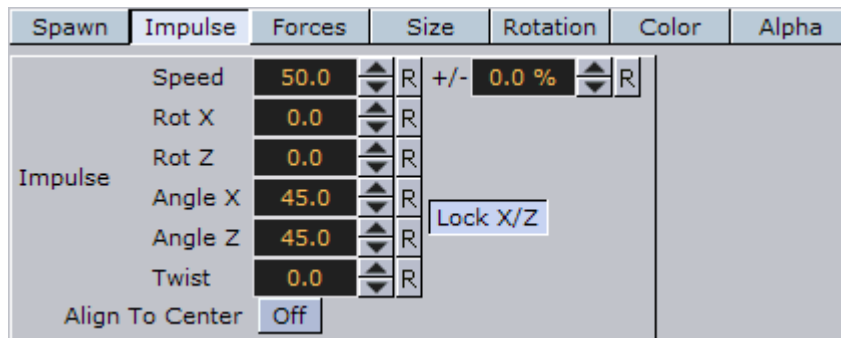 Spawn Impulse Forces Size Rotation Color Alpha
Speed 50.0 R +/- 0.0 % R
Rot X 0.0 R
Rot Z 0.0 R
Impulse
Angle X 45.0 R
Lock X/Z
Angle Z 45.0 R
Twist 0.0 R
Align To Center Off